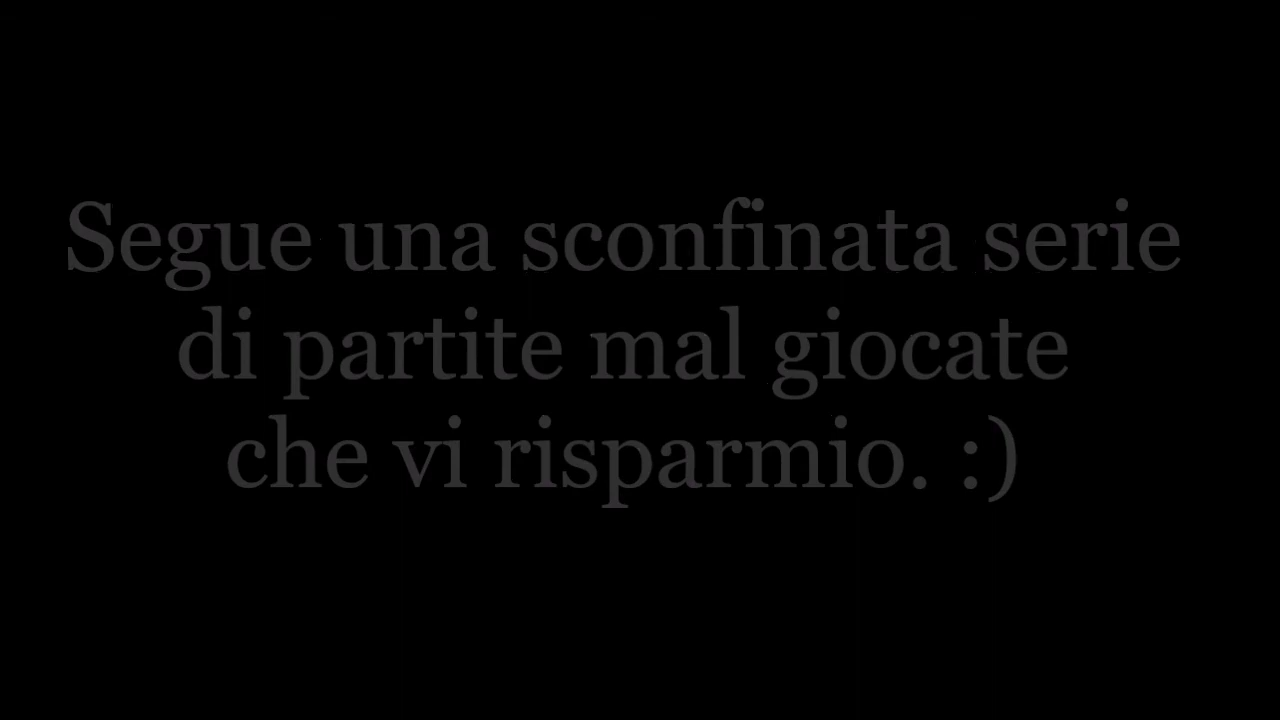 Segue una sconfinata serie
di partite mal giocate
che vi risparmio. :)